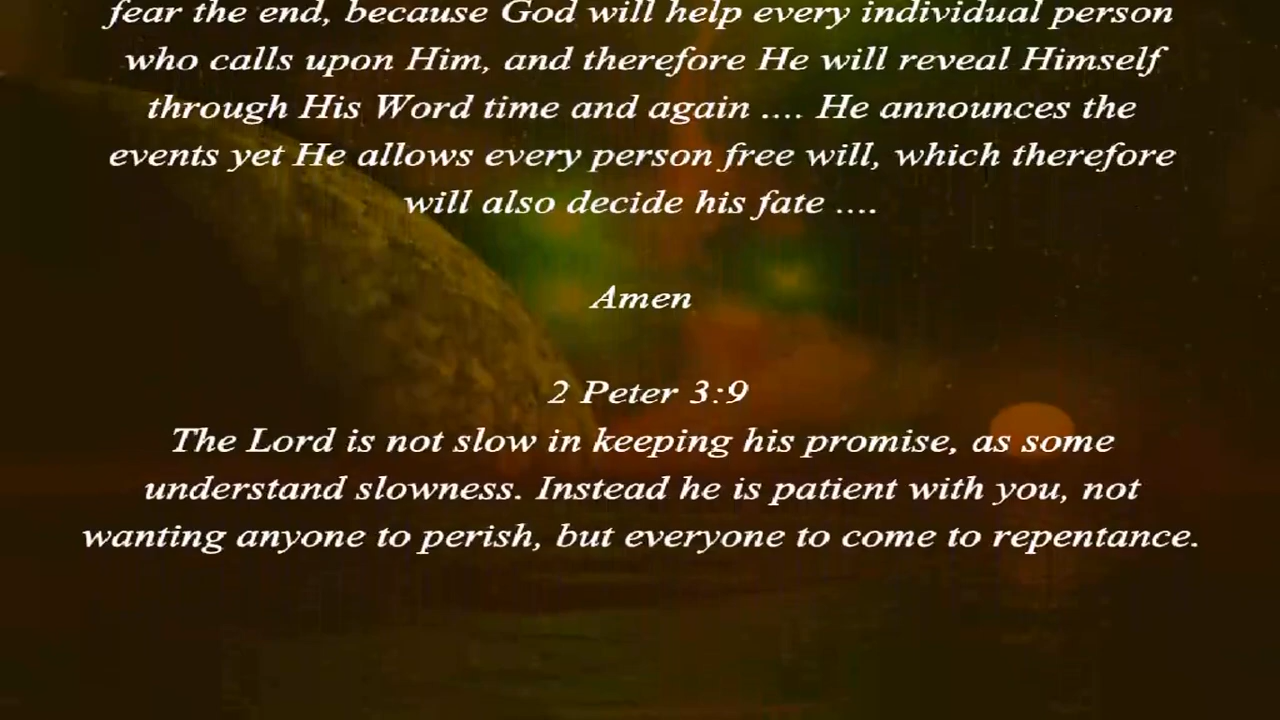 fear the end, because God will help every individual person
who calls upon Him, and therefore He will reveal Himself
through His Word time and again .... He announces the
events yet He allows every person free will, which therefore
will also decide his fate ....
Amen
2 Peter 3:9
The Lord is not slow in keeping his promise, as some
understand slowness. Instead he is patient with you, not
wanting anyone to perish, but everyone to come to repentance.